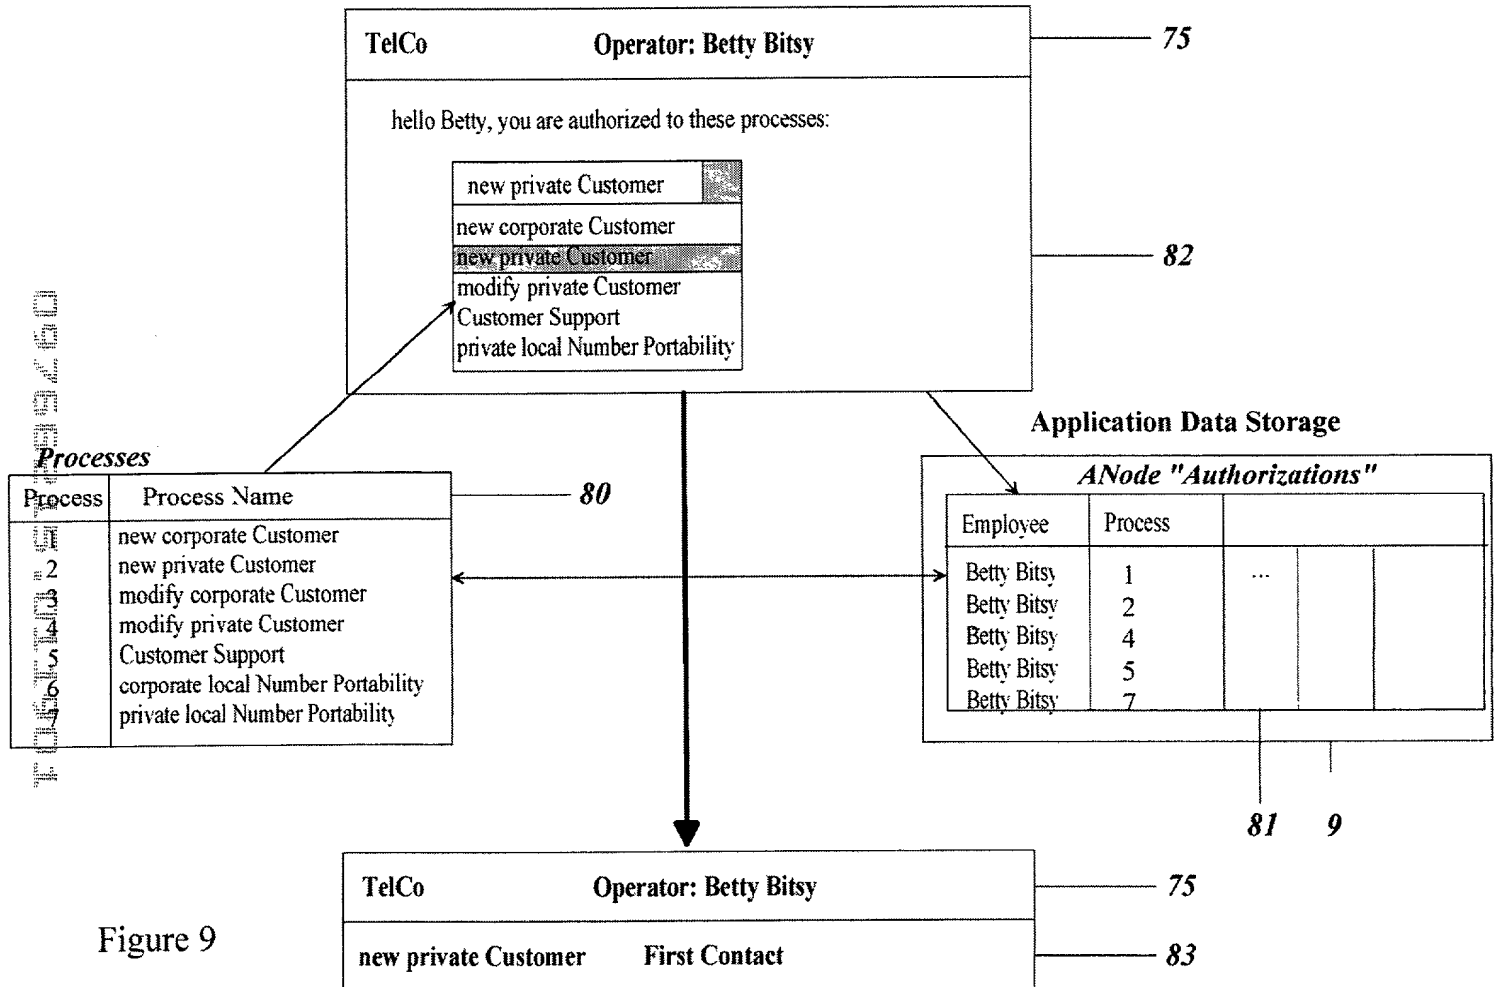 TelCo Operator: Betty Bitsy 75
hello Betty, you are authorized to these processes:
new private Customer
new corporate Customer
new private Customer
82
modify private Customer
Customer Support
private local Number Portability
Application Data Storage
Processes
Process Process Name 80
1 new corporate Customer
2 new private Customer
3 modify corporate Customer
4 modify private Customer
5 Customer Support
6 corporate local Number Portability
7 private local Number Portability
ANode "Authorizations"
Employee Process
Betty Bitsy 1 ...
Betty Bitsy 2
Betty Bitsy 4
Betty Bitsy 5
Betty Bitsy 7
81 9
TelCo Operator: Betty Bitsy 75
new private Customer First Contact 83
Figure 9